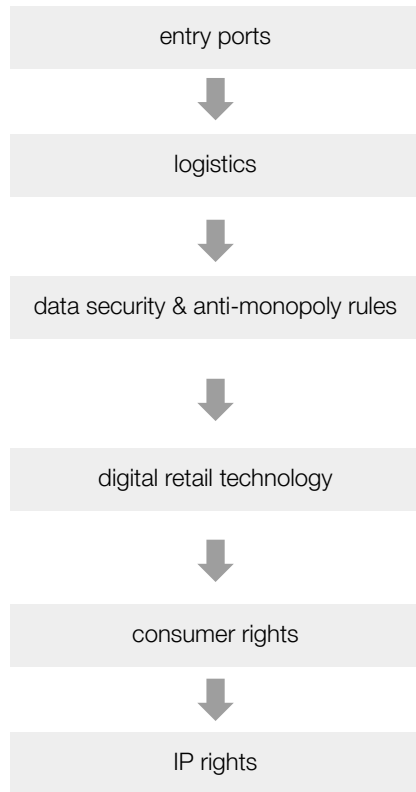 entry ports
logistics
data security & anti-monopoly rules
digital retail technology
consumer rights
IP rights